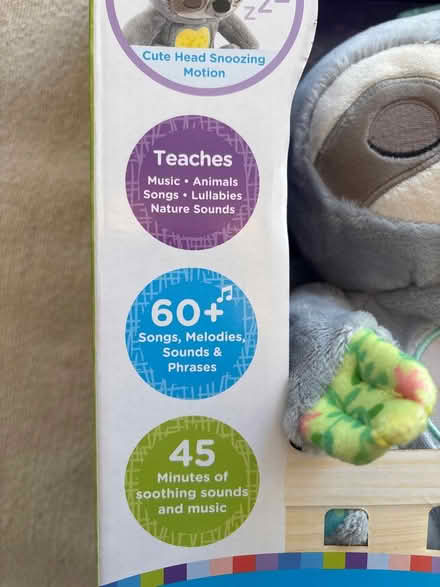 zZ
Cute Head Snoozing
Motion
Teaches
Music • Animals
Songs • Lullabies
Nature Sounds
60+
Songs, Melodies,
Sounds &
Phrases
45
Minutes of
soothing sounds
and music